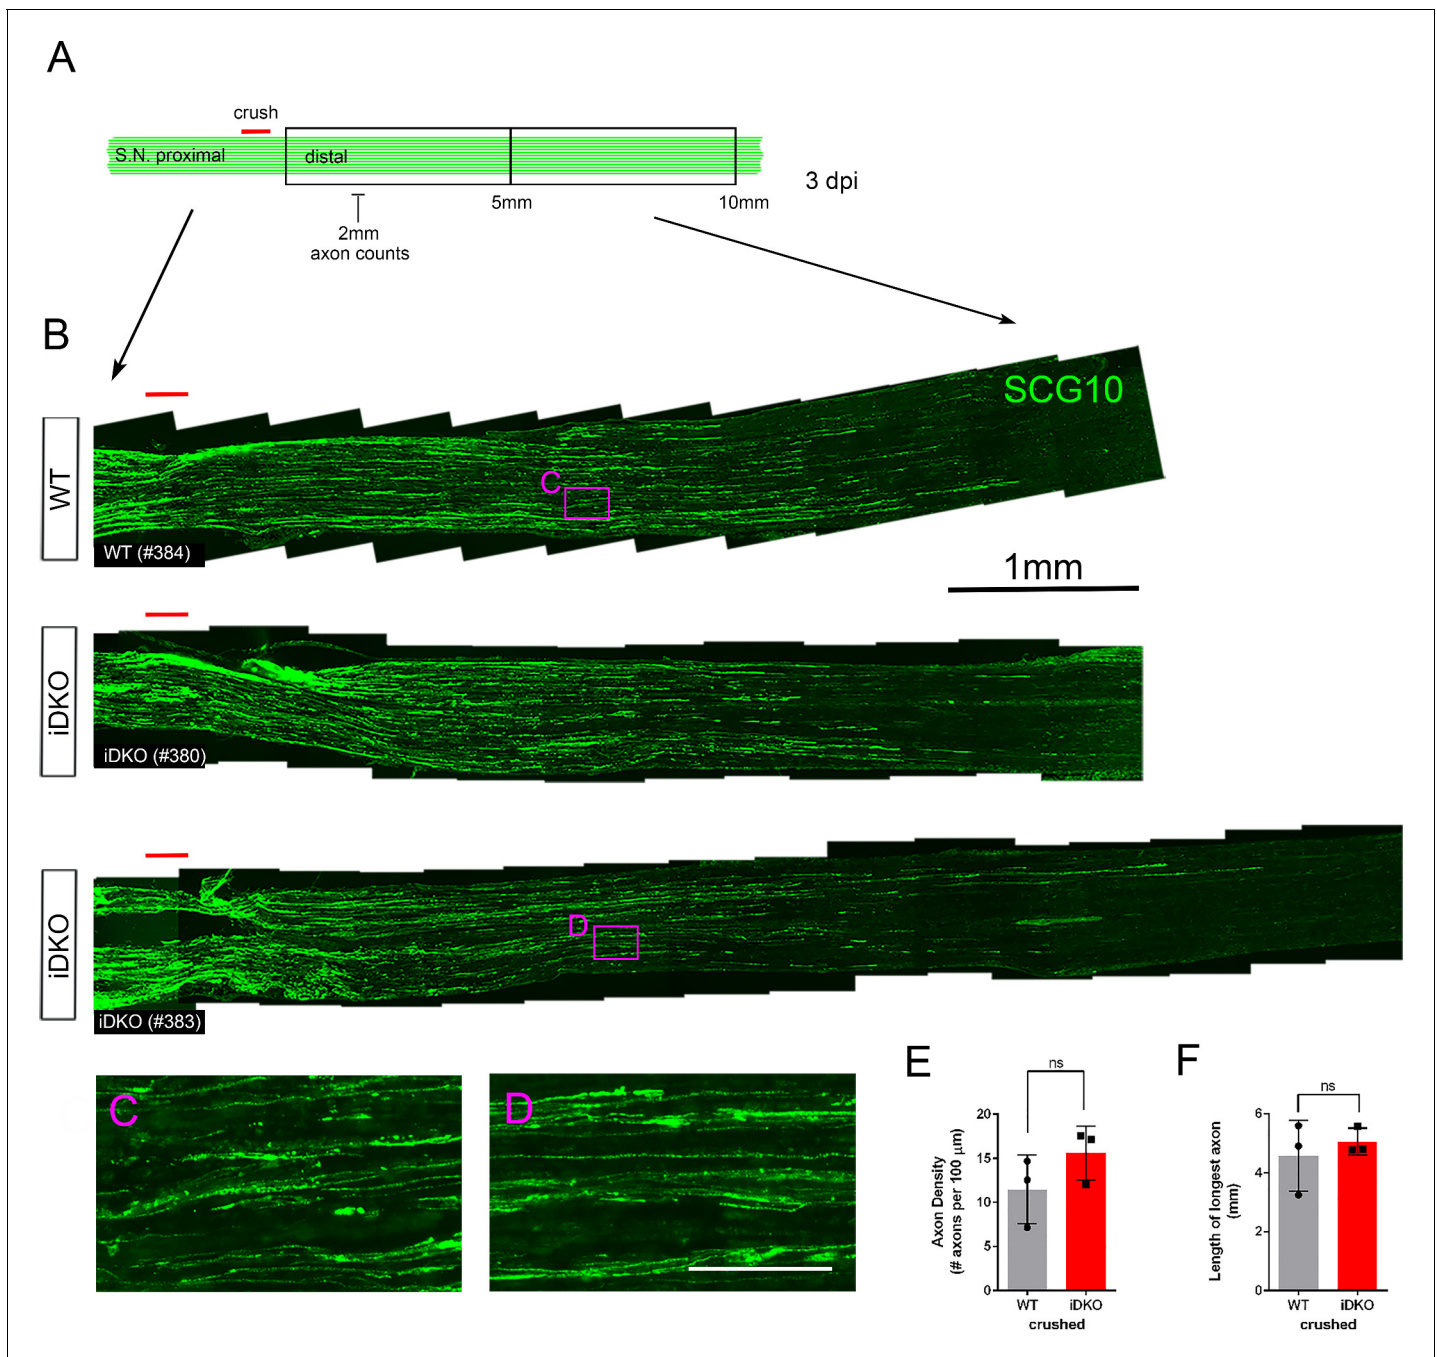 A
crush
S.N. proximal
distal
3 dpi
5mm
10mm
2mm
axon counts
B
SCG10
WT
C
WT (#384)
1mm
iDKO
iDKO (#380)
iDKO
D
iDKO (#383)
C
D
E
ns
Axon Density
(# axons per 100 µm)
20
15
10
5
0
WT
iDKO
crushed
F
ns
Length of longest axon
(mm)
6
4
2
0
WT
iDKO
crushed